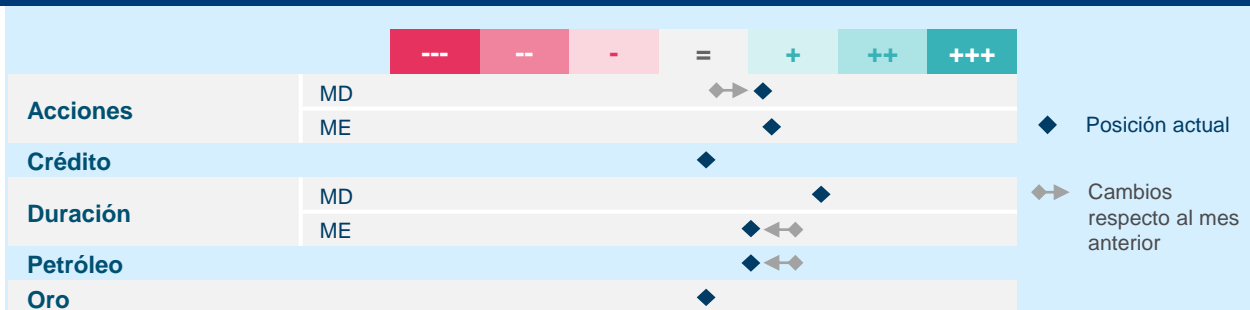 --- -- - = + ++ +++
Acciones
MD
ME
Crédito
Duración
MD
ME
Petróleo
Oro
Posición actual
Cambios
respecto al mes
anterior